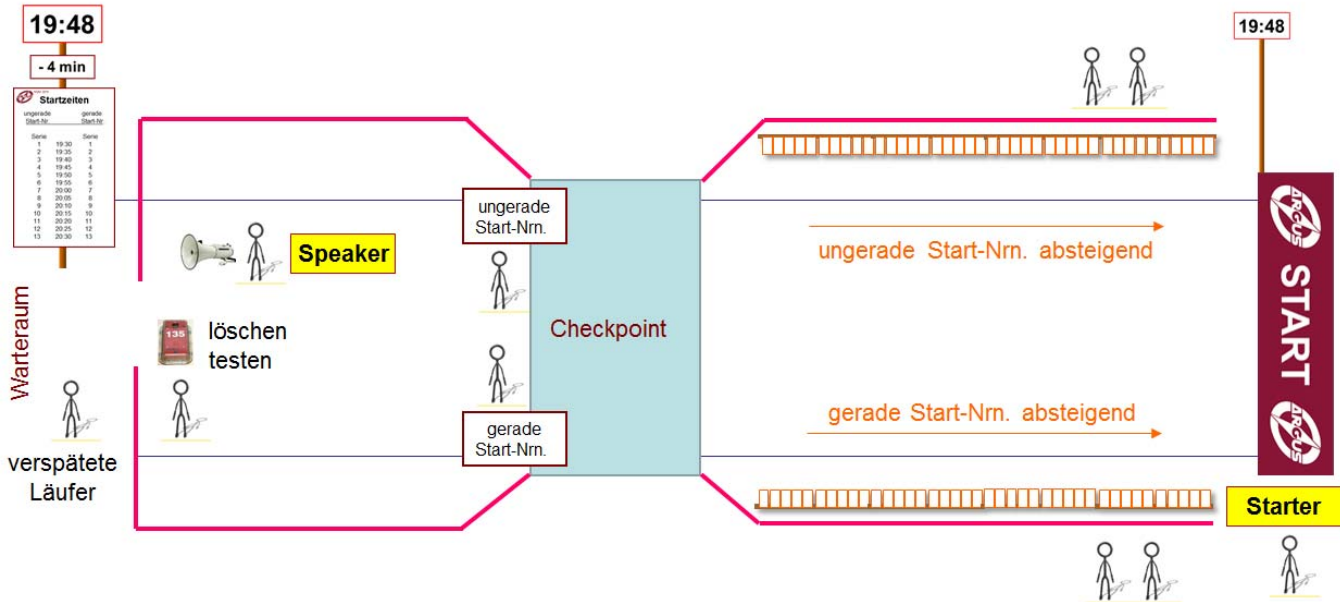 19:48
- 4 min
Startzeiten
ungerade gerade
Start-Nr Start-Nr
Serie Serie
1 19:30 1
2 19:35 2
3 19:40 3
4 19:45 4
5 19:50 5
6 19:55 6
7 20:00 7
8 20:05 8
9 20:10 9
10 20:15 10
11 20:20 11
12 20:25 12
13 20:30 13
Warteraum
verspätete
Läufer
Speaker
135
löschen
testen
ungerade
Start-Nrn.
Checkpoint
gerade
Start-Nrn.
ungerade Start-Nrn. absteigend
gerade Start-Nrn. absteigend
19:48
ARGUS START ARGUS
Starter